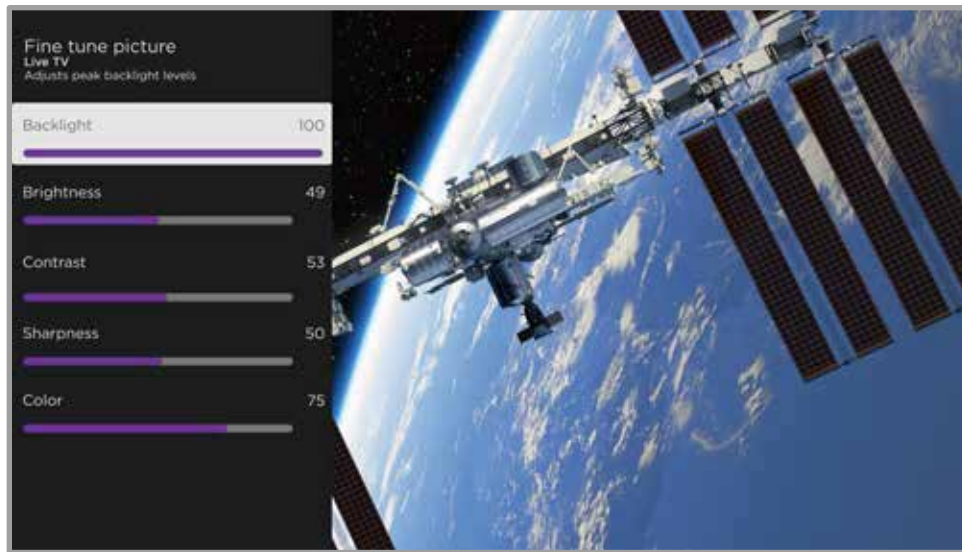 Fine tune picture
Live TV
Adjusts peak backlight levels
Backlight 100
Brightness 49
Contrast 53
Sharpness 50
Color 75